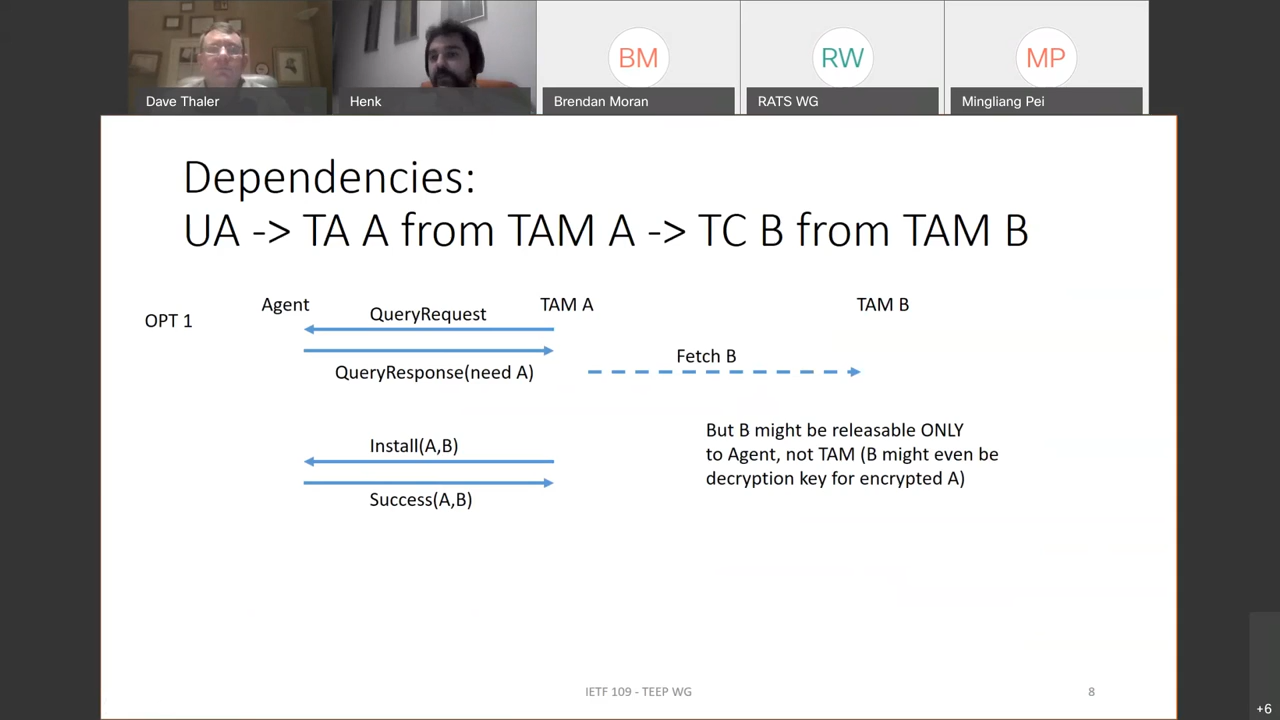 BM
RW
MP
Dave Thaler
Henk
Brendan Moran
RATS WG
Mingliang Pei
Dependencies:
UA -> TA A from TAM A -> TC B from TAM B
Agent
TAM A
TAM B
OPT 1
QueryRequest
Fetch B
QueryResponse(need A)
But B might be releasable ONLY
to Agent, not TAM (B might even be
decryption key for encrypted A)
Install(A,B)
Success(A,B)
IETF 109 - TEEP WG
8
+6